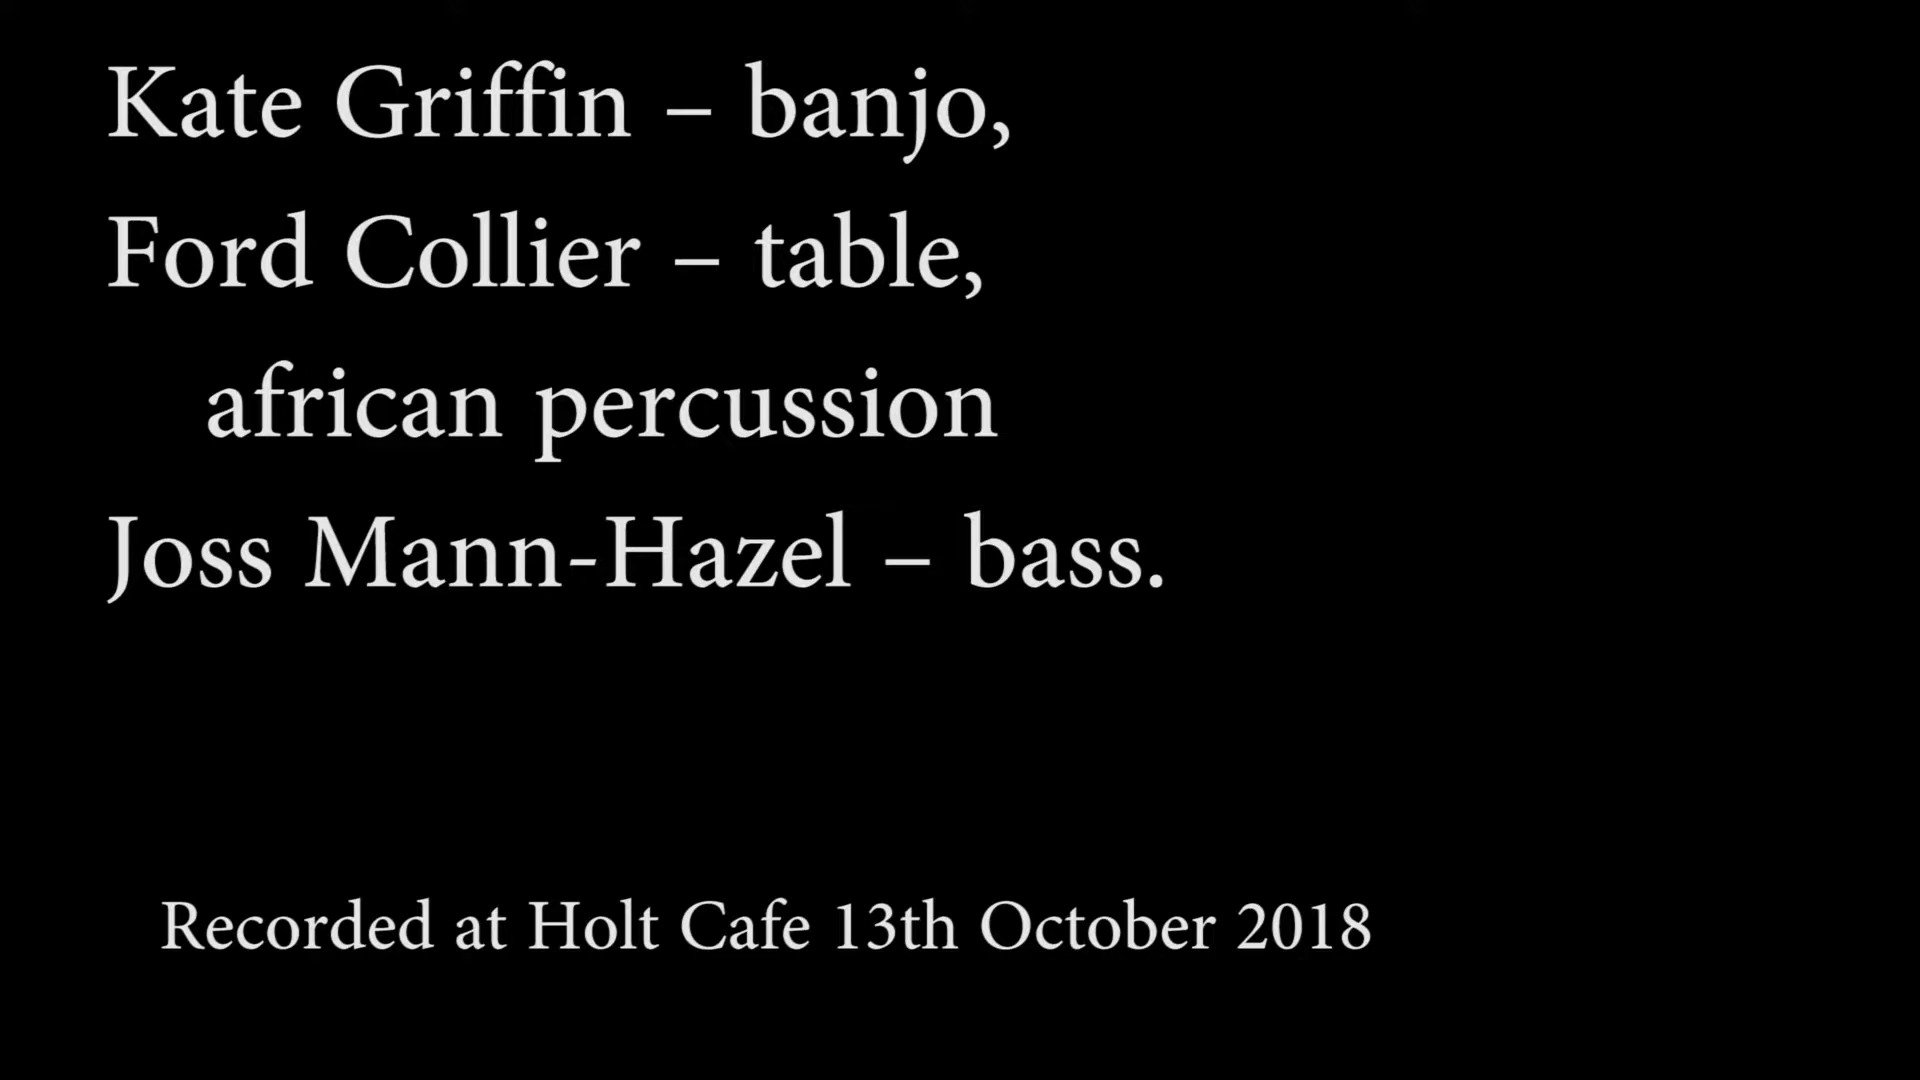 Kate Griffin – banjo,
Ford Collier – table,
african percussion
Joss Mann-Hazel – bass.
Recorded at Holt Cafe 13th October 2018